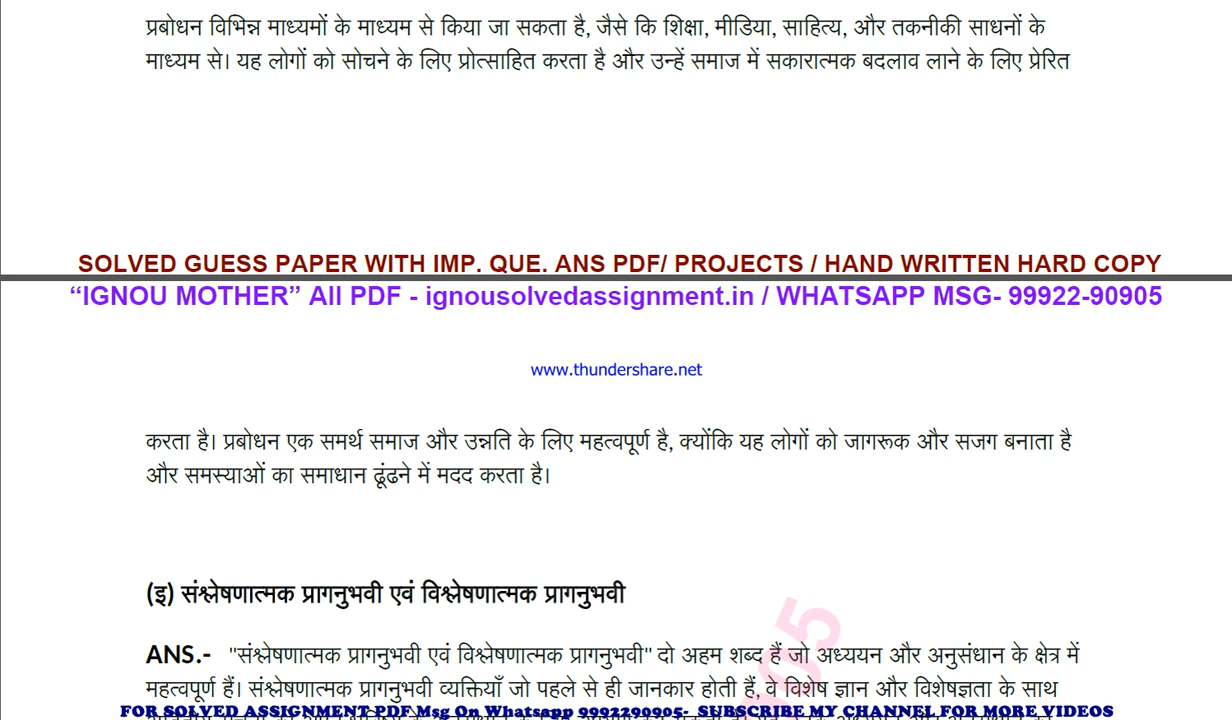 प्रबोधन विभिन्न माध्यमों के माध्यम से किया जा सकता है, जैसे कि शिक्षा, मीडिया, साहित्य, और तकनीकी साधनों के
माध्यम से। यह लोगों को सोचने के लिए प्रोत्साहित करता है और उन्हें समाज में सकारात्मक बदलाव लाने के लिए प्रेरित
SOLVED GUESS PAPER WITH IMP. QUE. ANS PDF/ PROJECTS / HAND WRITTEN HARD COPY
“IGNOU MOTHER” All PDF - ignousolvedassignment.in / WHATSAPP MSG- 99922-90905
www.thundershare.net
करता है। प्रबोधन एक समर्थ समाज और उन्नति के लिए महत्वपूर्ण है, क्योंकि यह लोगों को जागरूक और सजग बनाता है
और समस्याओं का समाधान ढूंढने में मदद करता है।
(इ) संश्लेषणात्मक प्रागनुभवी एवं विश्लेषणात्मक प्रागनुभवी
ANS.- "संश्लेषणात्मक प्रागनुभवी एवं विश्लेषणात्मक प्रागनुभवी" दो अहम शब्द हैं जो अध्ययन और अनुसंधान के क्षेत्र में
महत्वपूर्ण हैं। संश्लेषणात्मक प्रागनुभवी व्यक्तियाँ जो पहले से ही जानकार होती हैं, वे विशेष ज्ञान और विशेषज्ञता के साथ
FOR SOLVED ASSIGNMENT PDF Msg On Whatsapp 9992290905- SUBSCRIBE MY CHANNEL FOR MORE VIDEOS